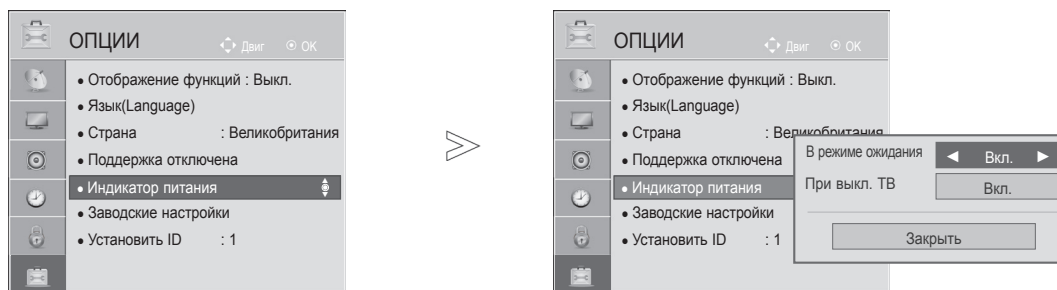 ОПЦИИ
Двиг ОК
• Отображение функций : Выкл.
• Язык(Language)
• Страна : Великобритания
• Поддержка отключена
• Индикатор питания
• Заводские настройки
• Установить ID : 1
ОПЦИИ
Двиг ОК
• Отображение функций : Выкл.
• Язык(Language)
• Страна : Великобритания
• Поддержка отключена
• Индикатор питания
• Заводские настройки
• Установить ID : 1
В режиме ожидания ◄ Вкл. ►
При выкл. ТВ Вкл.
Закрыть